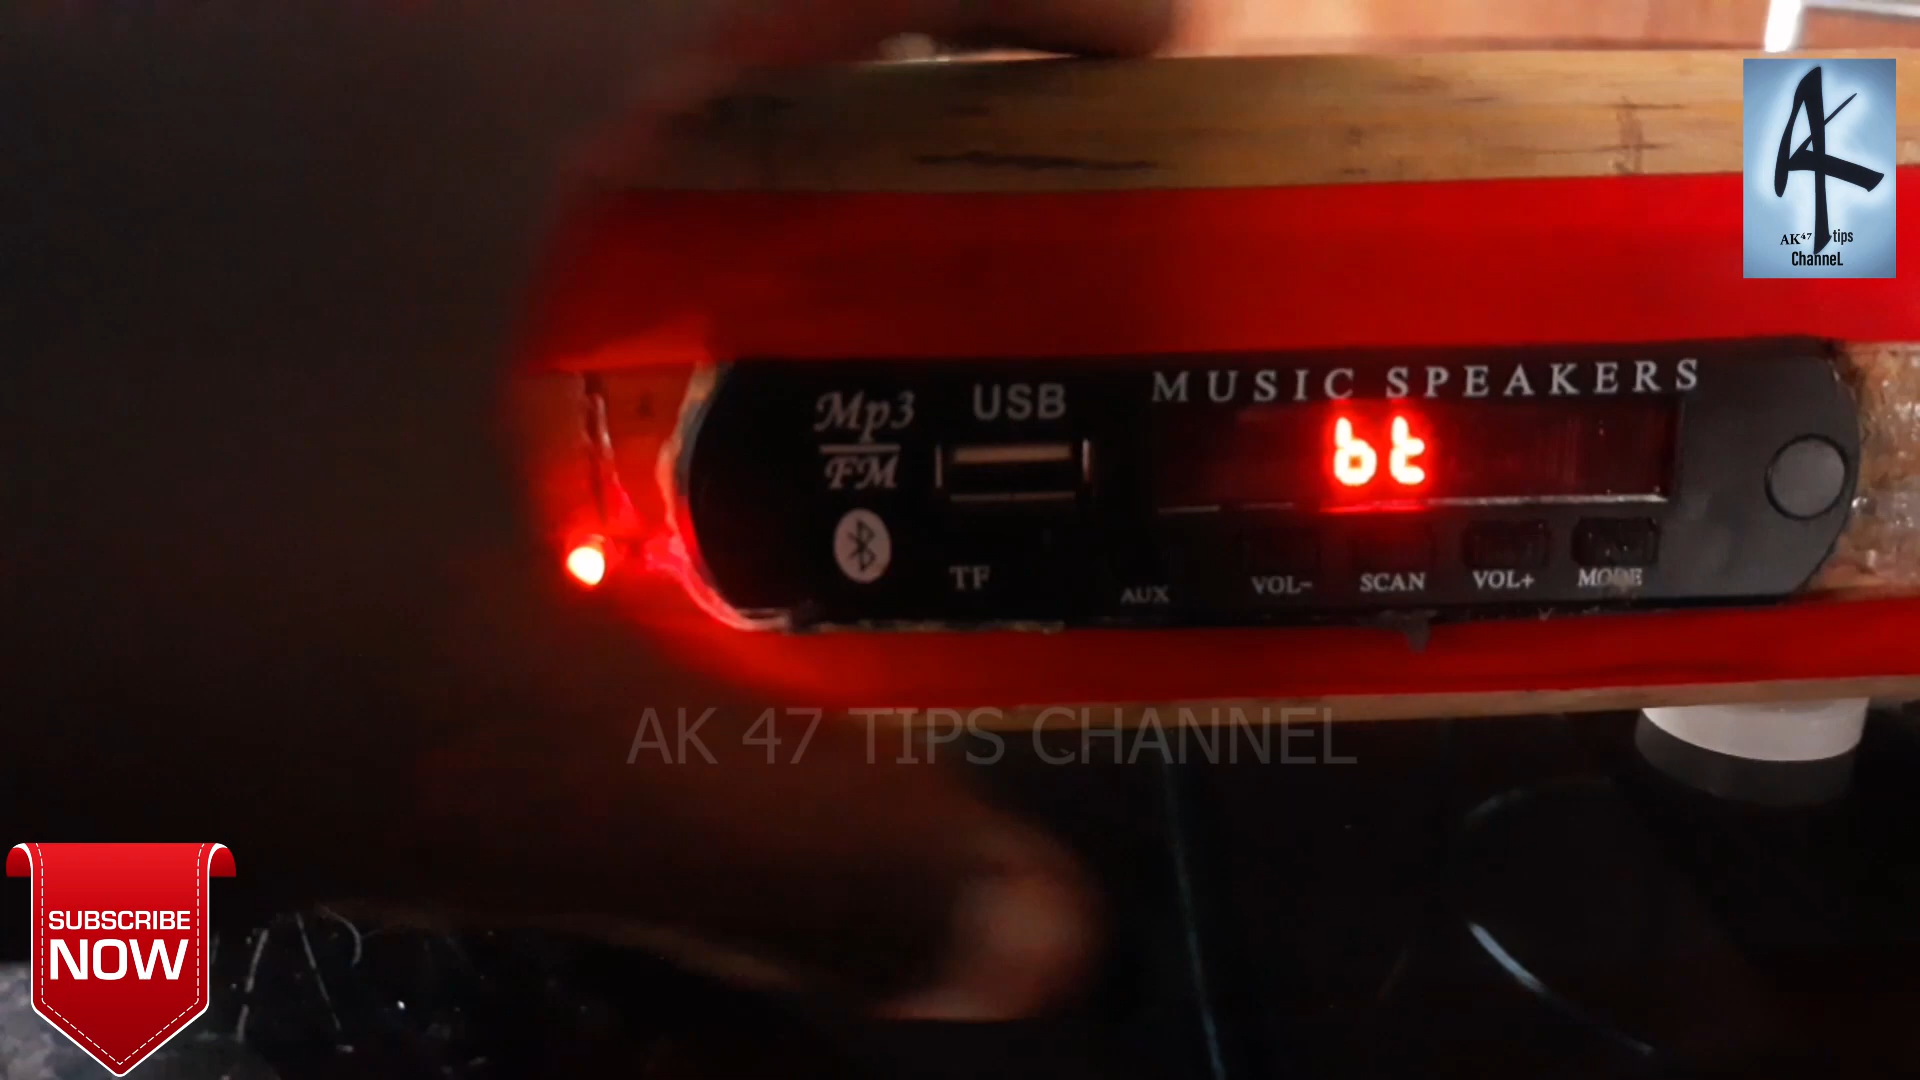 AK⁴⁷ tips
ChanneL
MUSIC SPEAKERS
Mp3
FM
USB
bt
TF
AUX
VOL-
SCAN
VOL+
MODE
AK 47 TIPS CHANNEL
SUBSCRIBE
NOW